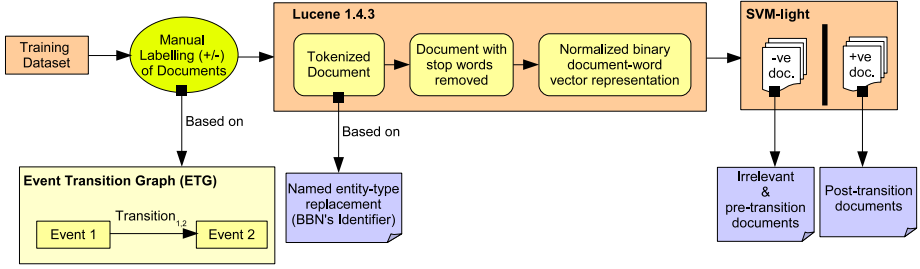 Training
Dataset
Manual
Labelling (+/-)
of Documents
Based on
Lucene 1.4.3
Tokenized
Document
Document with
stop words
removed
Normalized binary
document-word
vector representation
Based on
SVM-light
-ve
doc.
+ve
doc.
Event Transition Graph (ETG)
Event 1
Transition1,2
Event 2
Named entity-type
replacement
(BBN's Identifier)
Irrelevant
&
pre-transition
documents
Post-transition
documents